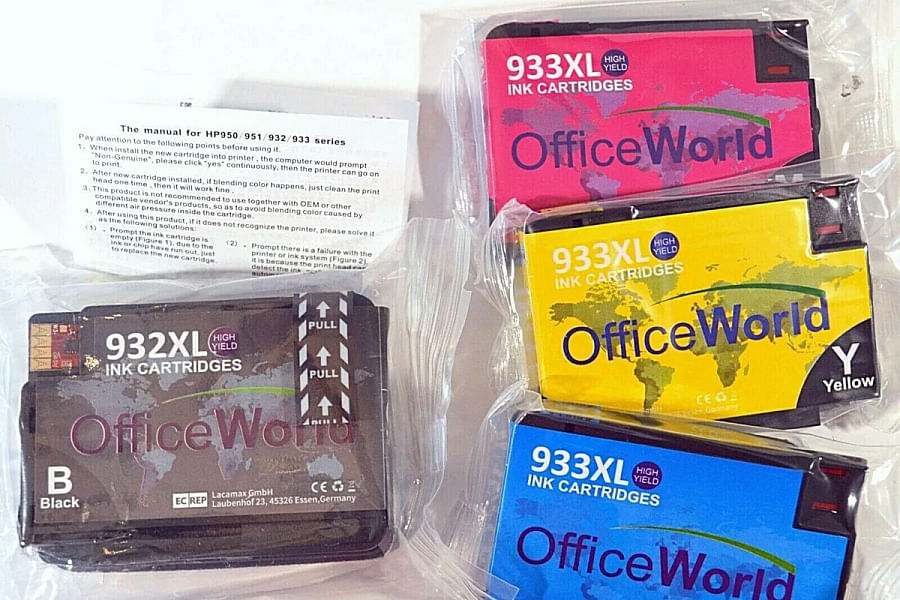 The manual for HP950/951/932/933 series
Pay attention to the following points before using it.
1. When install the new cartridge into printer , the computer would prompt
"Non-Genuine", please click "yes" continuously, then the printer can go on
to print.
2. After new cartridge installed, if blending color happens, just clean the print
head one time , then it will work fine .
3. This product is not recommended to use together with OEM or other
compatible vendor's products, so as to avoid blending color caused by
different air pressure inside the cartridge.
4. After using this product, if it does not recognize the printer, please solve it
as the following solutions:
(1) - Prompt the ink cartridge is
empty (Figure 1), due to the
ink or chip have run out, just
to replace the new cartridge.
(2) - Prompt there is a failure with the
printer or ink system (Figure 2),
it is because the print head
detect the ink
933XL HIGH YIELD
INK CARTRIDGES
OfficeWorld
933XL HIGH YIELD
INK CARTRIDGES
OfficeWorld
Y
Yellow
Essen,Germany
932XL HIGH YIELD
INK CARTRIDGES
OfficeWorld
PULL
PULL
PULL
B
Black
EC REP Lacamax GmbH
Laubenhof 23, 45326 Essen,Germany
CE
933XL HIGH YIELD
INK CARTRIDGES
OfficeWorld